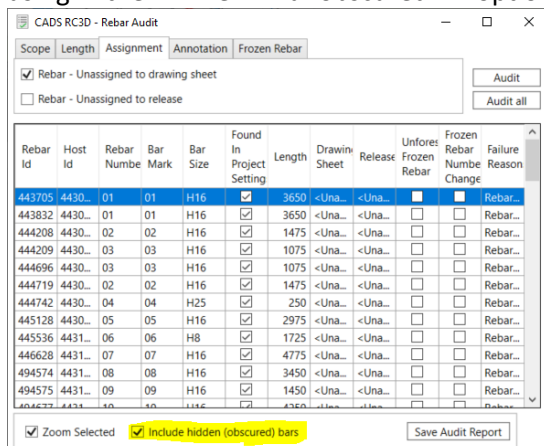 CADS RC3D - Rebar Audit
Scope Length Assignment Annotation Frozen Rebar
Rebar - Unassigned to drawing sheet
Audit
Rebar - Unassigned to release
Audit all
Rebar Id Host Id Rebar Numbe Bar Mark Bar Size Found In Project Setting Length Drawin Sheet Release Unfores Frozen Rebar Frozen Rebar Numbe Change Failure Reason
443705 4430... 01 01 H16 3650 <Una... <Una... Rebar...
443832 4430... 01 01 H16 3650 <Una... <Una... Rebar...
444208 4430... 02 02 H16 1475 <Una... <Una... Rebar...
444209 4430... 03 03 H16 1075 <Una... <Una... Rebar...
444696 4430... 03 03 H16 1075 <Una... <Una... Rebar...
444719 4430... 02 02 H16 1475 <Una... <Una... Rebar...
444742 4430... 04 04 H25 250 <Una... <Una... Rebar...
445128 4430... 05 05 H16 2975 <Una... <Una... Rebar...
445536 4431... 06 06 H8 1725 <Una... <Una... Rebar...
446628 4431... 07 07 H16 4775 <Una... <Una... Rebar...
494574 4431... 08 08 H16 3450 <Una... <Una... Rebar...
494575 4431... 09 09 H16 1450 <Una... <Una... Rebar...
Zoom Selected Include hidden (obscured) bars Save Audit Report